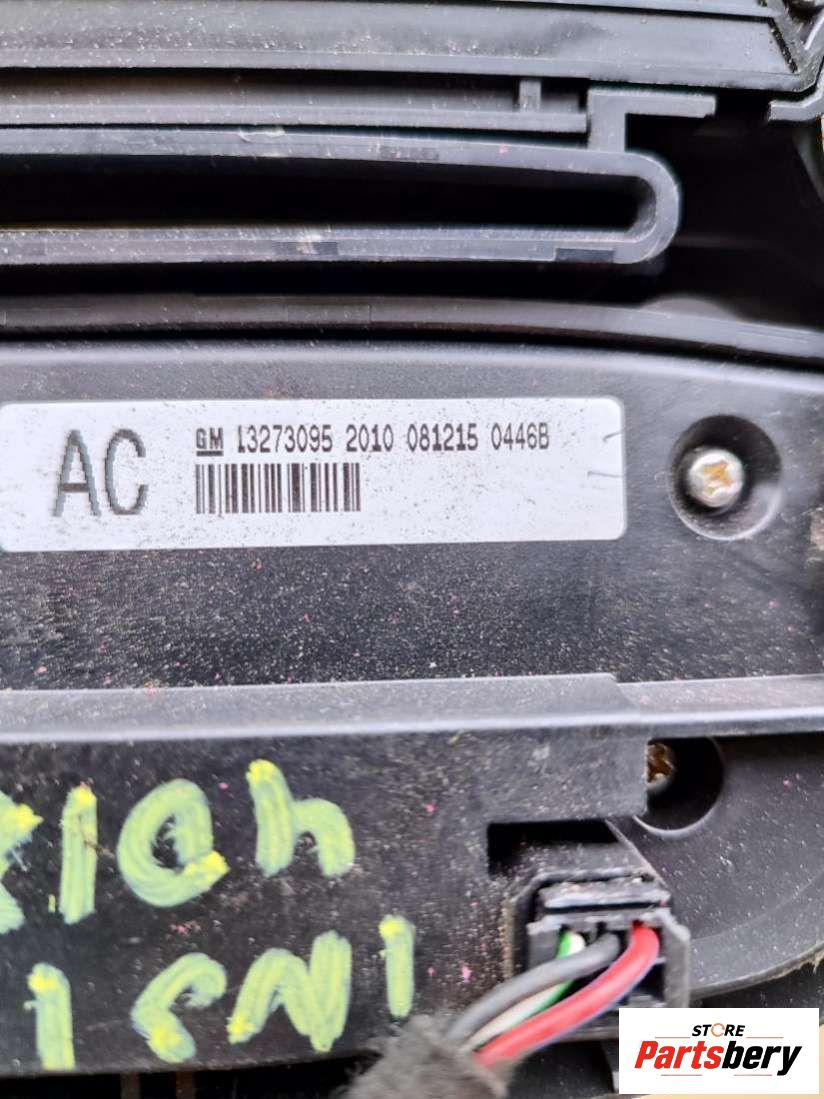 AC
GM 13273095 2010 081215 0446B
STORE
Partsbery